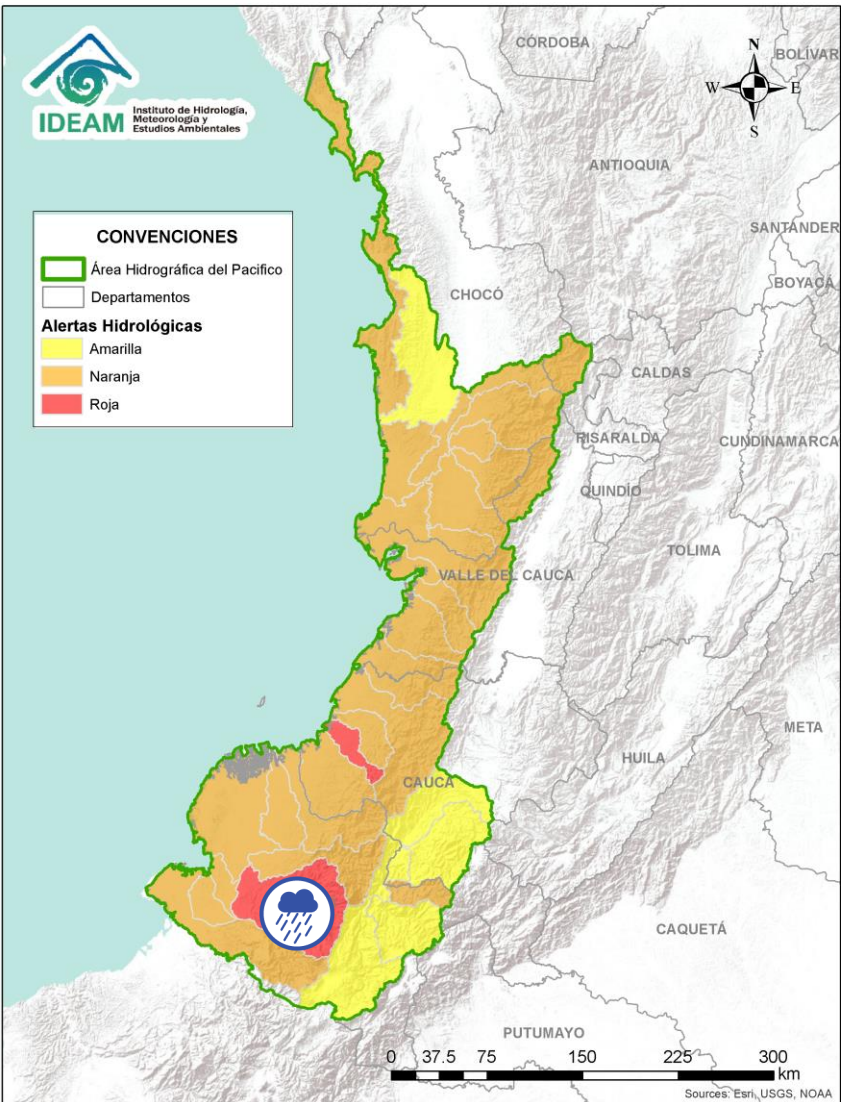 IDEAM
Instituto de Hidrología,
Meteorología y
Estudios Ambientales
CÓRDOBA
N
BOLÍVAR
W
E
S
ANTIOQUIA
SANTANDER
CONVENCIONES
Área Hidrográfica del Pacifico
Departamentos
Alertas Hidrológicas
Amarilla
Naranja
Roja
CHOCÓ
BOYACÁ
CALDAS
RISARALDA
CUNDINAMARCA
QUINDÍO
TOLIMA
VALLE DEL CAUCA
META
HUILA
CAUCA
CAQUETÁ
PUTUMAYO
0 37.5 75 150 225 300
km
Sources: Esri, USGS, NOAA